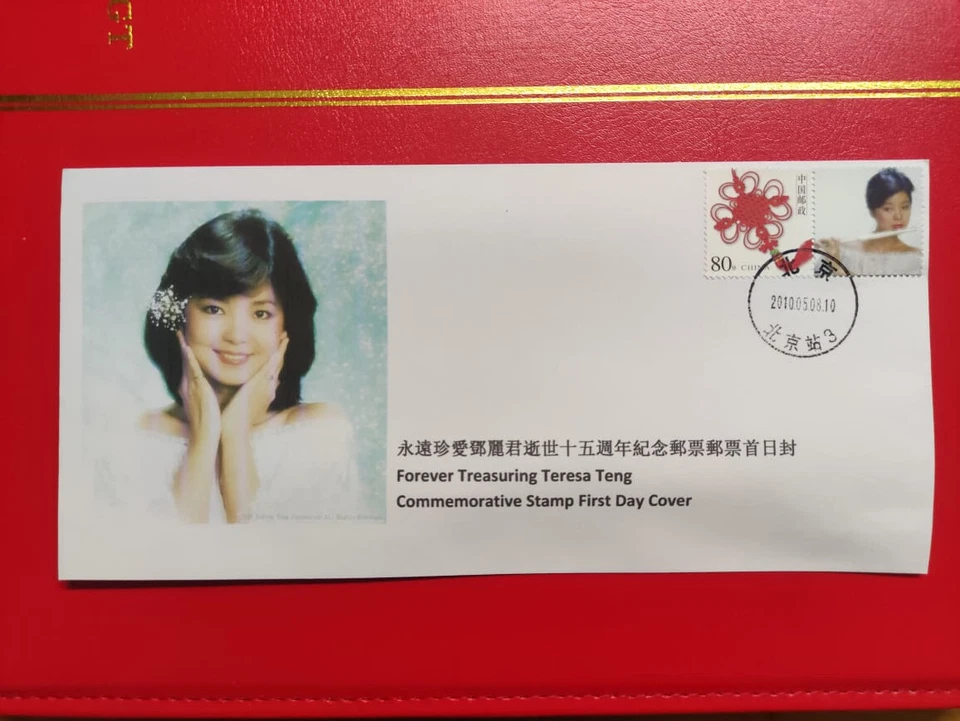 中国邮政
80分 CHINA
北京
2010.05.08.10
北京站3
永遠珍愛鄧麗君逝世十五週年紀念郵票郵票首日封
Forever Treasuring Teresa Teng
Commemorative Stamp First Day Cover